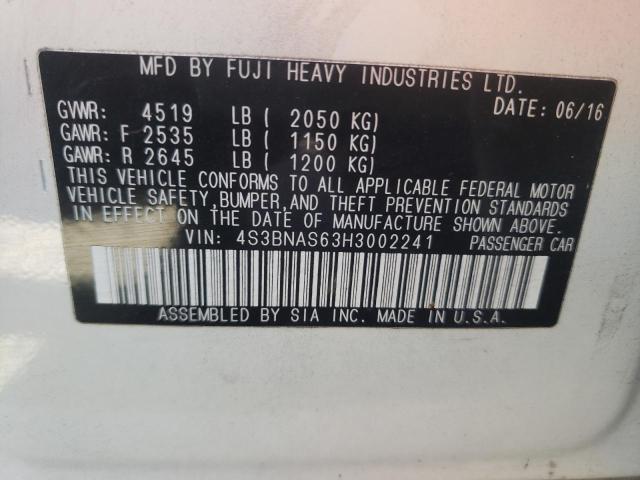 MFD BY FUJI HEAVY INDUSTRIES LTD.
DATE: 06/16
GVWR: 4519 LB ( 2050 KG)
GAWR: F 2535 LB ( 1150 KG)
GAWR: R 2645 LB ( 1200 KG)
THIS VEHICLE CONFORMS TO ALL APPLICABLE FEDERAL MOTOR
VEHICLE SAFETY, BUMPER, AND THEFT PREVENTION STANDARDS
IN EFFECT ON THE DATE OF MANUFACTURE SHOWN ABOVE.
VIN: 4S3BNAS63H3002241 PASSENGER CAR
ASSEMBLED BY SIA INC. MADE IN U.S.A.